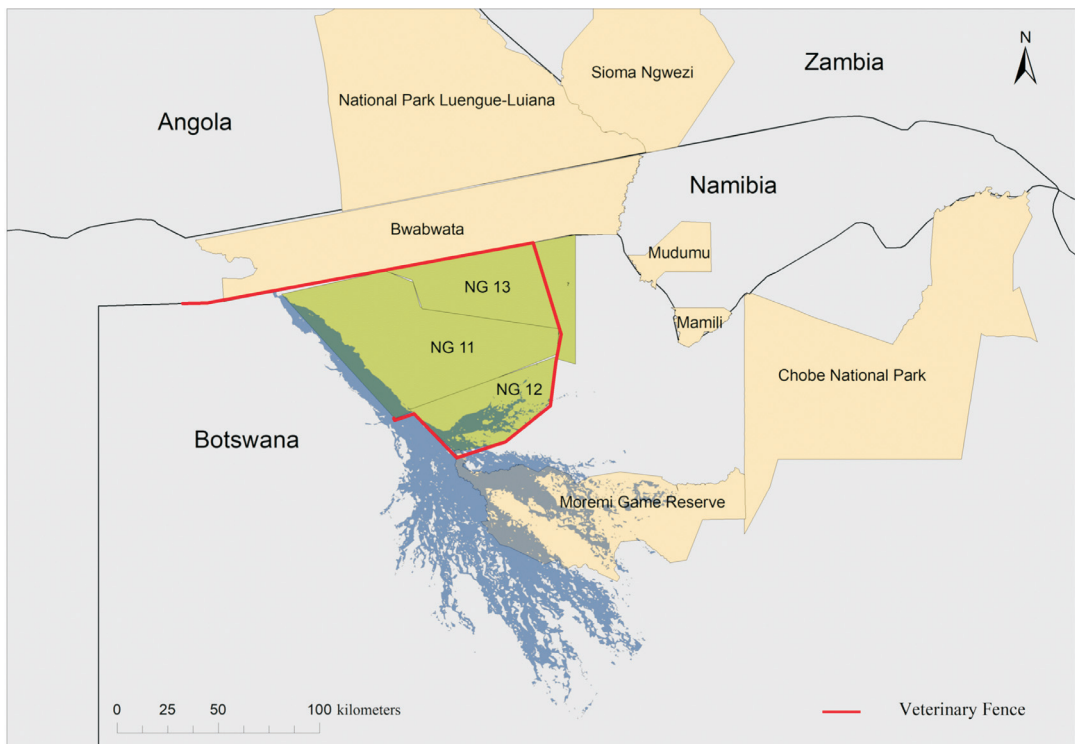 N
Zambia
Sioma Ngwezi
National Park Luengue-Luiana
Angola
Namibia
Bwabwata
Mudumu
NG 13
Mamili
NG 11
Chobe National Park
NG 12
Botswana
Moremi Game Reserve
0 25 50 100 kilometers
Veterinary Fence